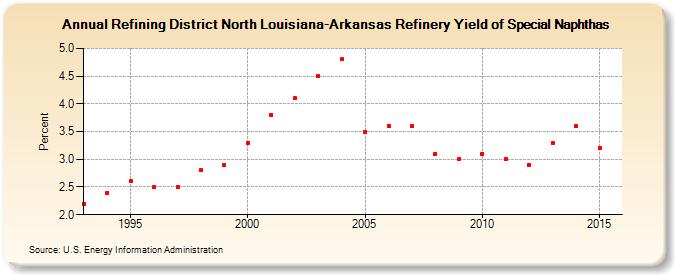 Annual Refining District North Louisiana-Arkansas Refinery Yield of Special Naphthas
Percent
5.0
4.5
4.0
3.5
3.0
2.5
2.0
1995 2000 2005 2010 2015
Source: U.S. Energy Information Administration